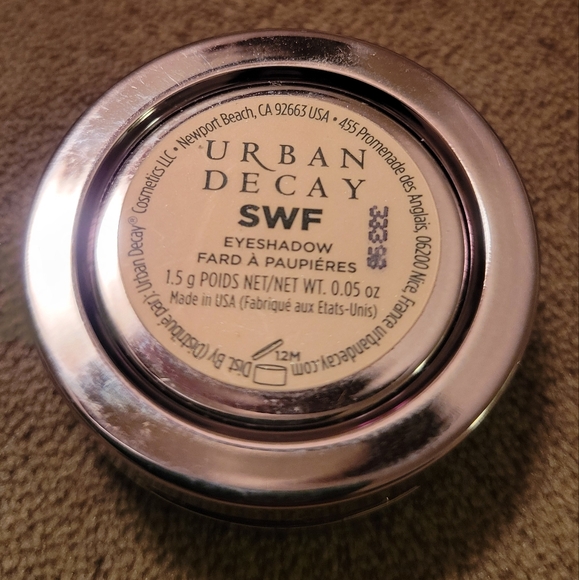 Dist. By (Distribué par), Urban Decay® Cosmetics LLC • Newport Beach, CA 92663 USA • 455 Promenade des Anglais, 06200 Nice, France urbandecay.com
URBAN
DECAY
SWF
EYESHADOW
FARD À PAUPIÉRES
1.5 g POIDS NET/NET WT. 0.05 oz
Made in USA (Fabriqué aux États-Unis)
12M